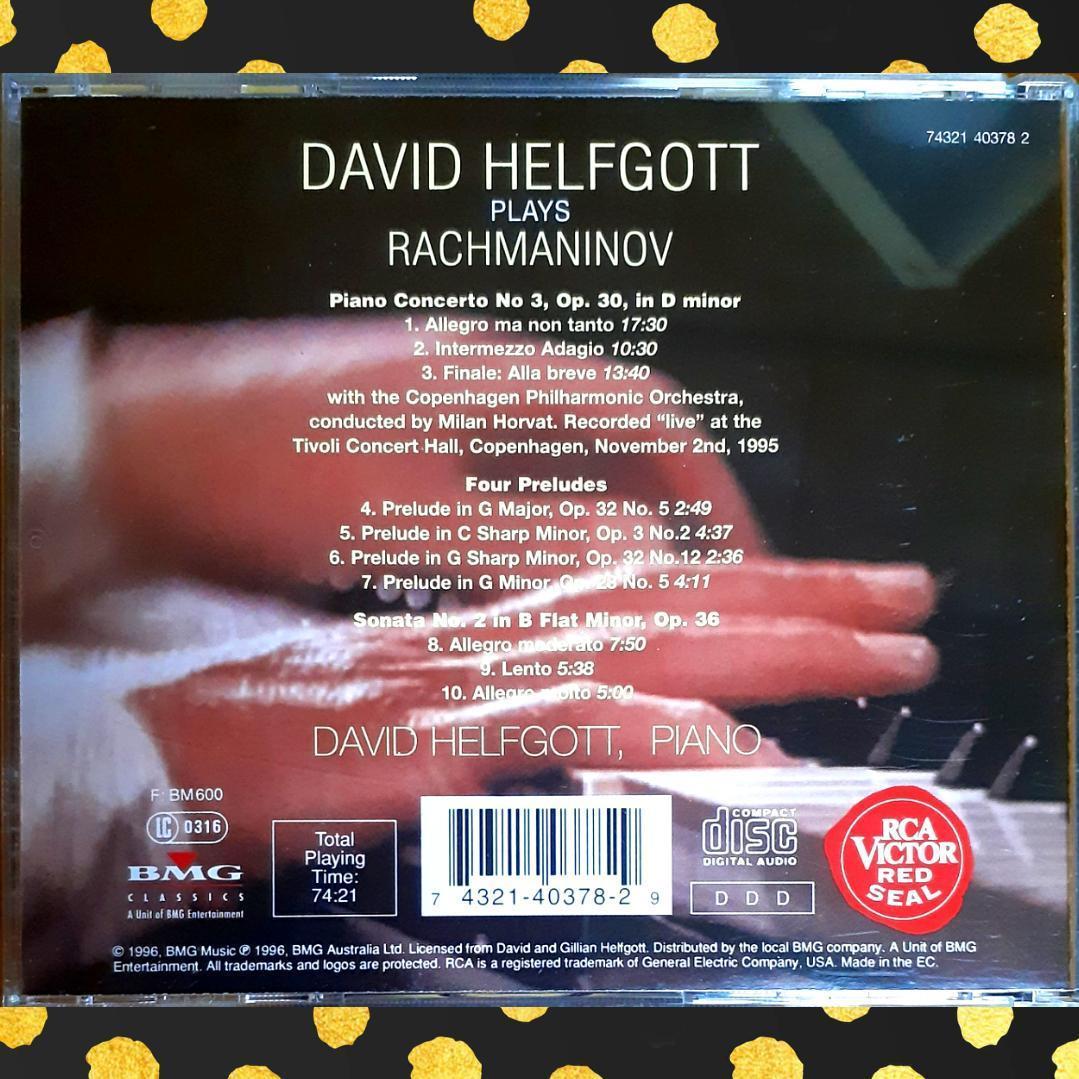 74321 40378 2
DAVID HELFGOTT
PLAYS
RACHMANINOV
Piano Concerto No 3, Op. 30, in D minor
1. Allegro ma non tanto 17:30
2. Intermezzo Adagio 10:30
3. Finale: Alla breve 13:40
with the Copenhagen Philharmonic Orchestra,
conducted by Milan Horvat. Recorded “live” at the
Tivoli Concert Hall, Copenhagen, November 2nd, 1995
Four Preludes
4. Prelude in G Major, Op. 32 No. 5 2:49
5. Prelude in C Sharp Minor, Op. 3 No.2 4:37
6. Prelude in G Sharp Minor, Op. 32 No.12 2:36
7. Prelude in G Minor, Op. 23 No. 5 4:11
Sonata No. 2 in B Flat Minor, Op. 36
8. Allegro moderato 7:50
9. Lento 5:38
10. Allegro molto 5:00
DAVID HELFGOTT, PIANO
F: BM 600
LC 0316
BMG
CLASSICS
A Unit of BMG Entertainment
Total
Playing
Time:
74:21
7 4321-40378-2 9
COMPACT
disc
DIGITAL AUDIO
D D D
RCA
VICTOR
RED
SEAL
© 1996, BMG Music ℗ 1996, BMG Australia Ltd. Licensed from David and Gillian Helfgott. Distributed by the local BMG company. A Unit of BMG
Entertainment. All trademarks and logos are protected. RCA is a registered trademark of General Electric Company, USA. Made in the EC.